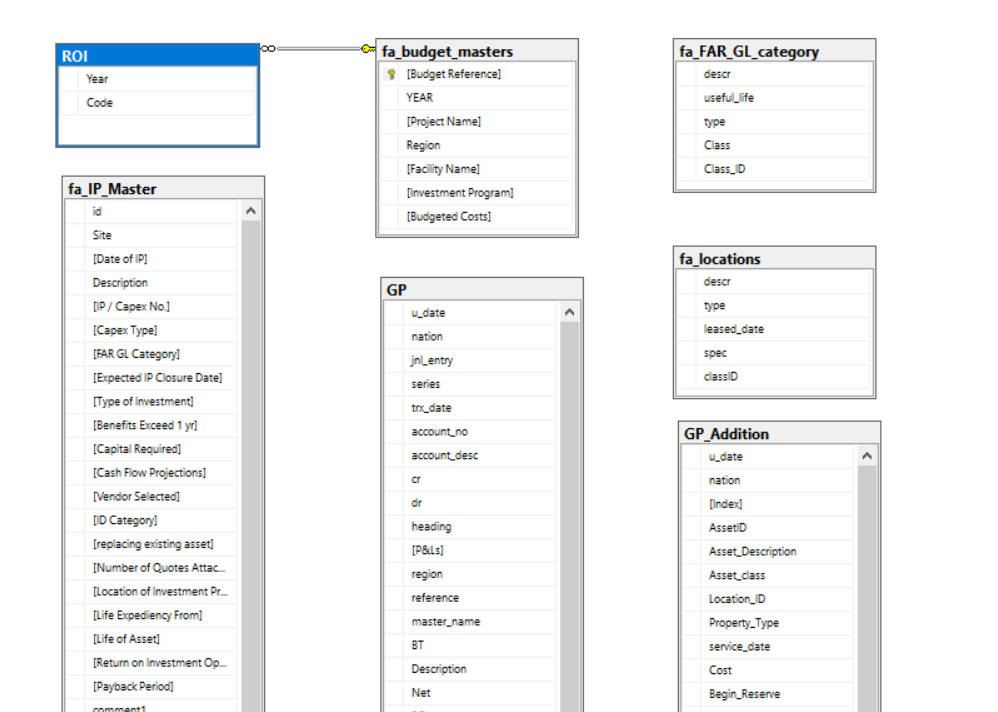 ROI
Year
Code
fa_budget_masters
[Budget Reference]
YEAR
[Project Name]
Region
[Facility Name]
[Investment Program]
[Budgeted Costs]
fa_FAR_GL_category
descr
useful_life
type
Class
Class_ID
fa_IP_Master
id
Site
[Date of IP]
Description
[IP / Capex No.]
[Capex Type]
[FAR GL Category]
[Expected IP Closure Date]
[Type of Investment]
[Benefits Exceed 1 yr]
[Capital Required]
[Cash Flow Projections]
[Vendor Selected]
[ID Category]
[replacing existing asset]
[Number of Quotes Attac...
[Location of Investment Pr...
[Life Expediency From]
[Life of Asset]
[Return on Investment Op...
[Payback Period]
comment1
GP
u_date
nation
jnl_entry
series
trx_date
account_no
account_desc
cr
dr
heading
[P&Ls]
region
reference
master_name
BT
Description
Net
fa_locations
descr
type
leased_date
spec
classID
GP_Addition
u_date
nation
[Index]
AssetID
Asset_Description
Asset_class
Location_ID
Property_Type
service_date
Cost
Begin_Reserve